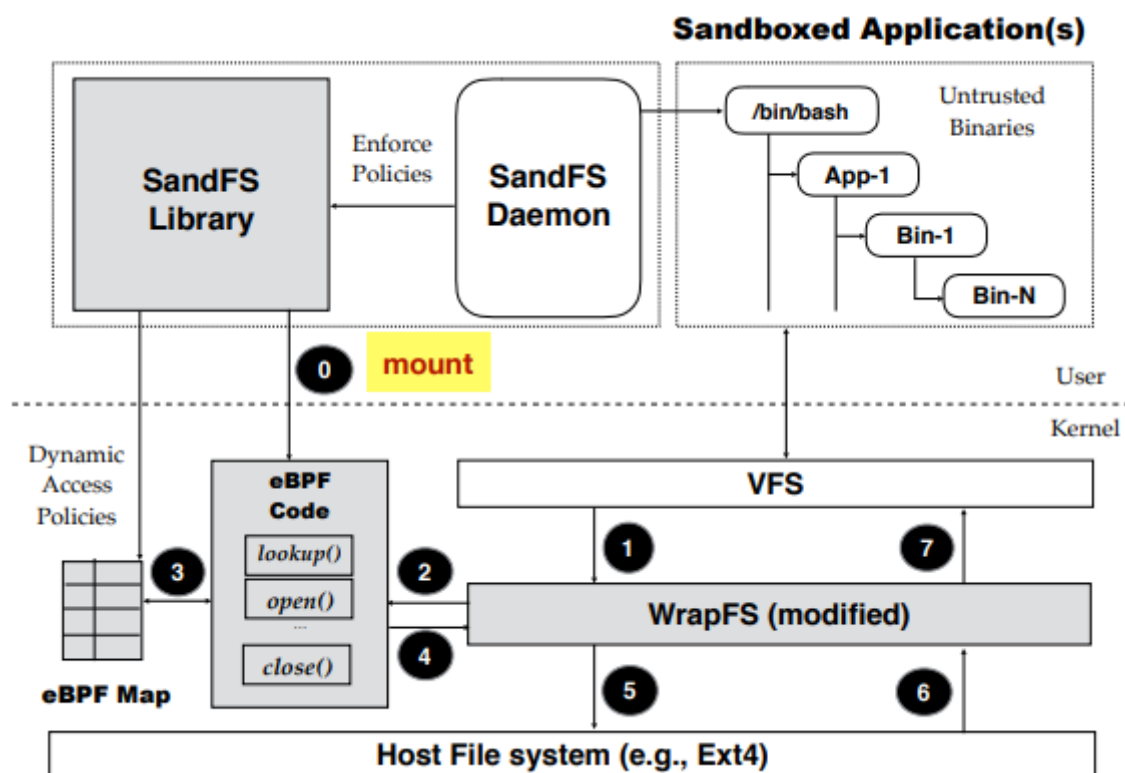 Sandboxed Application(s)
Enforce
Policies
SandFS
Library
SandFS
Daemon
/bin/bash
Untrusted
Binaries
App-1
Bin-1
Bin-N
0
mount
User
Kernel
Dynamic
Access
Policies
eBPF
Code
lookup()
open()
...
close()
VFS
1
7
3
2
4
WrapFS (modified)
eBPF Map
5
6
Host File system (e.g., Ext4)